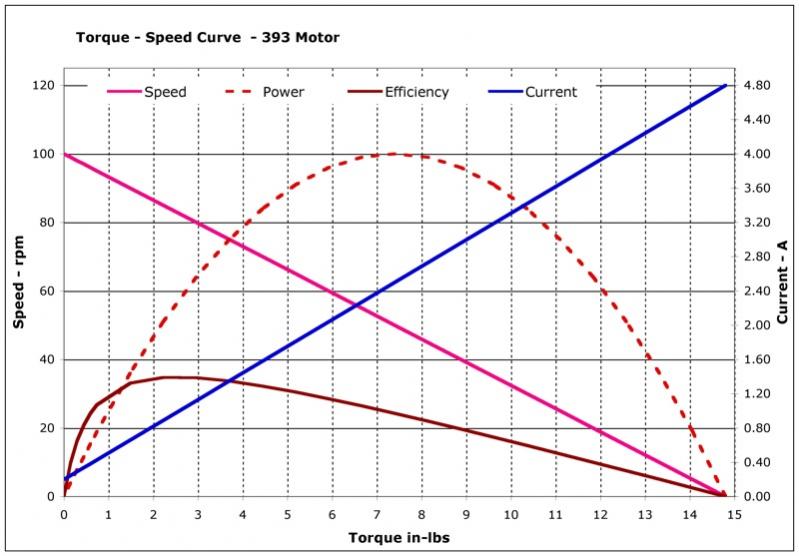 Torque - Speed Curve - 393 Motor
Speed Power Efficiency Current
120 4.80
4.40
100 4.00
3.60
80 3.20
2.80
60 2.40
2.00
40 1.60
1.20
20 0.80
0.40
0 0.00
Speed - rpm
Current - A
0 1 2 3 4 5 6 7 8 9 10 11 12 13 14 15
Torque in-lbs